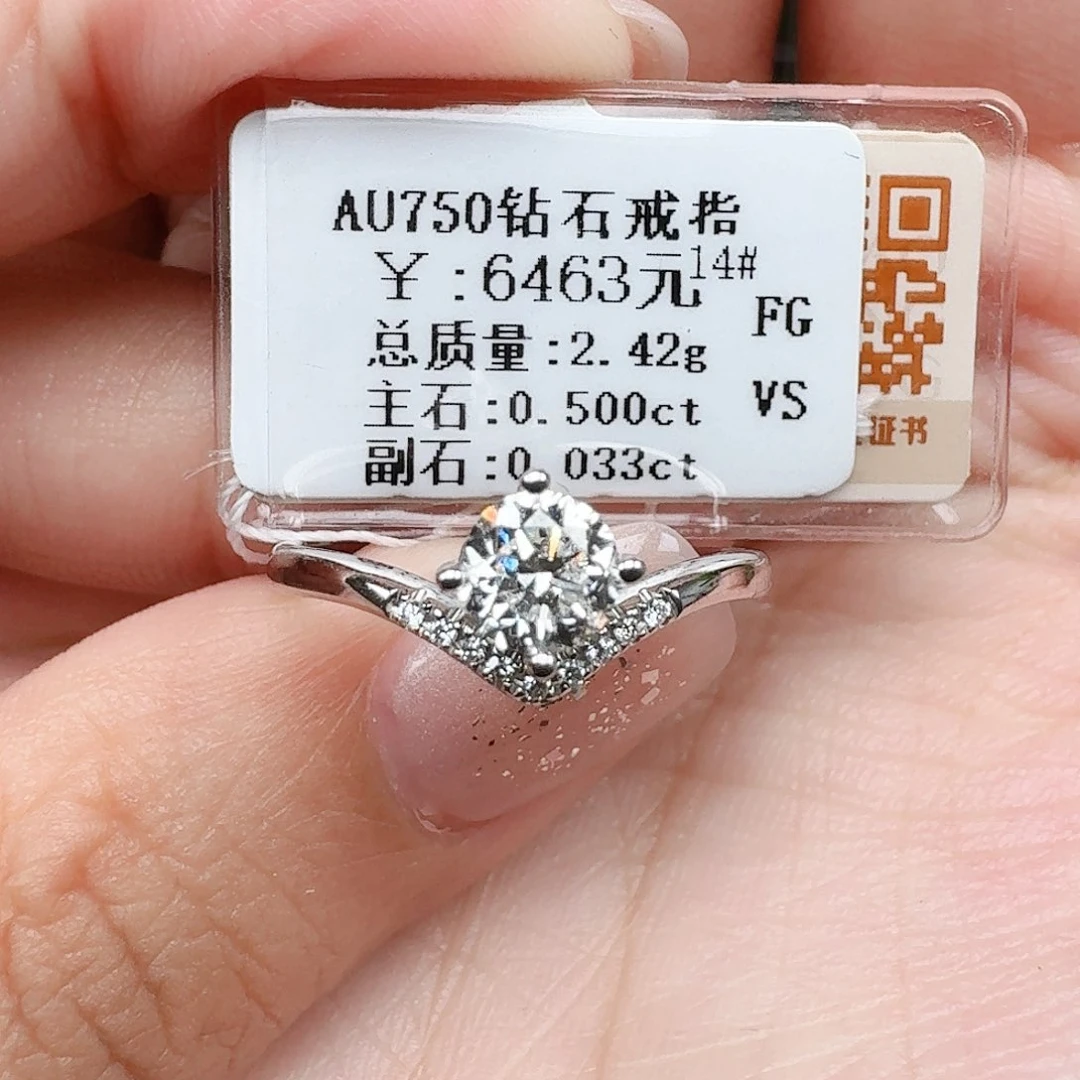 AU750钻石戒指
￥:6463元14#
FG
总质量:2.42g
VS
主石:0.500ct
副石:0.033ct
证书